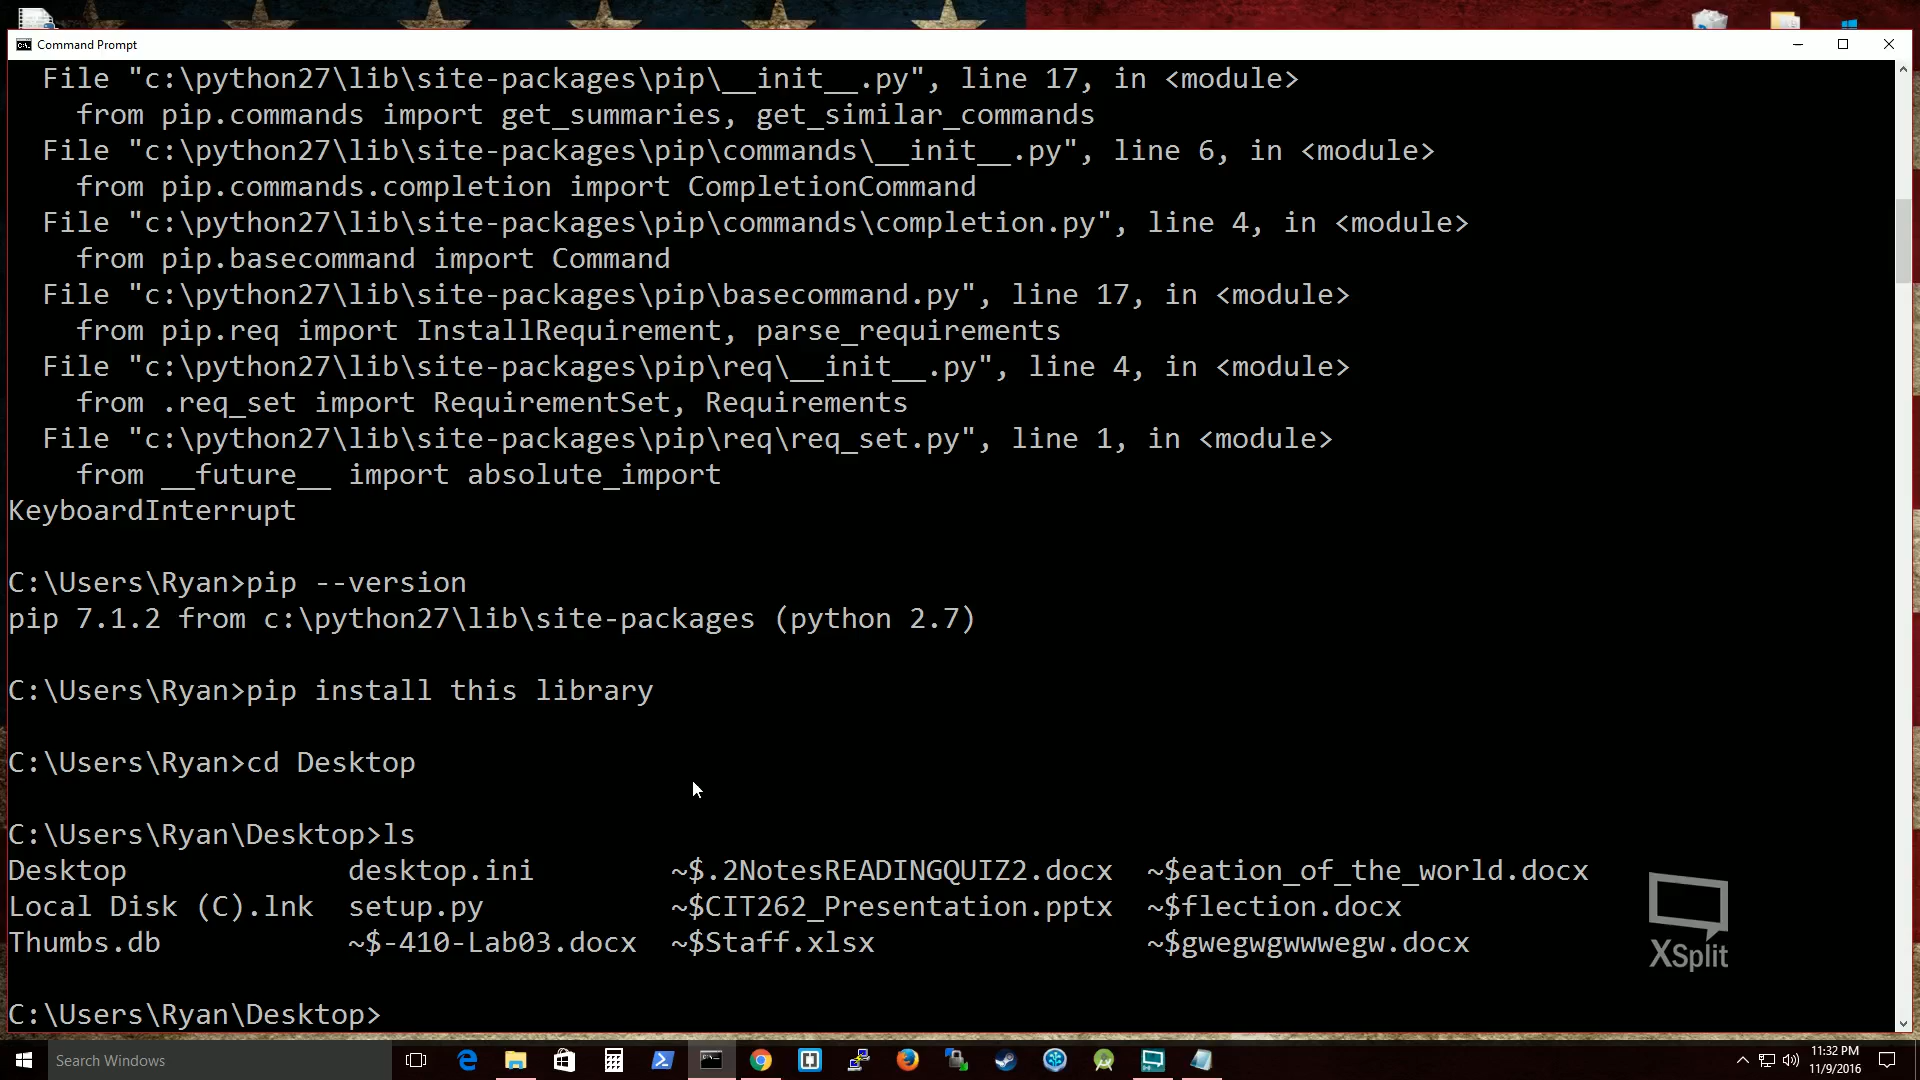 Command Prompt
File "c:\python27\lib\site-packages\pip\__init__.py", line 17, in <module>
from pip.commands import get_summaries, get_similar_commands
File "c:\python27\lib\site-packages\pip\commands\__init__.py", line 6, in <module>
from pip.commands.completion import CompletionCommand
File "c:\python27\lib\site-packages\pip\commands\completion.py", line 4, in <module>
from pip.basecommand import Command
File "c:\python27\lib\site-packages\pip\basecommand.py", line 17, in <module>
from pip.req import InstallRequirement, parse_requirements
File "c:\python27\lib\site-packages\pip\req\__init__.py", line 4, in <module>
from .req_set import RequirementSet, Requirements
File "c:\python27\lib\site-packages\pip\req\req_set.py", line 1, in <module>
from __future__ import absolute_import
KeyboardInterrupt
C:\Users\Ryan>pip --version
pip 7.1.2 from c:\python27\lib\site-packages (python 2.7)
C:\Users\Ryan>pip install this library
C:\Users\Ryan>cd Desktop
C:\Users\Ryan\Desktop>ls
Desktop desktop.ini ~$.2NotesREADINGQUIZ2.docx ~$eation_of_the_world.docx
Local Disk (C).lnk setup.py ~$CIT262_Presentation.pptx ~$flection.docx
Thumbs.db ~$-410-Lab03.docx ~$Staff.xlsx ~$gwegwgwwwegw.docx
C:\Users\Ryan\Desktop>
XSplit
Search Windows
11:32 PM
11/9/2016